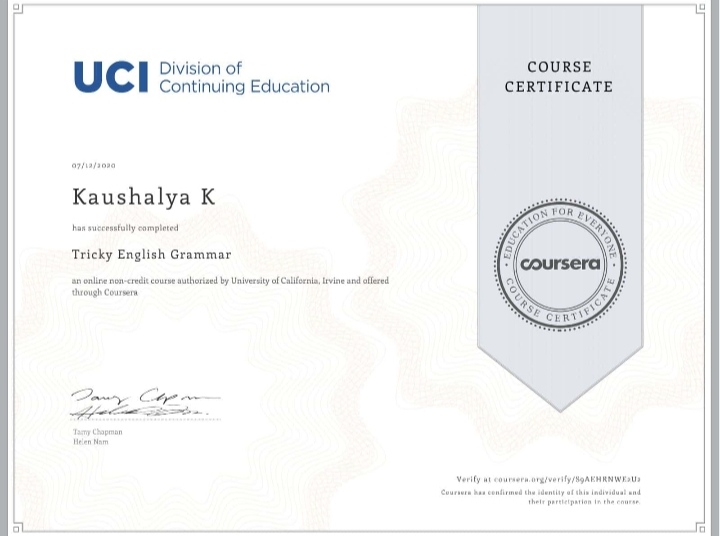 UCI Division of
Continuing Education
COURSE
CERTIFICATE
07/12/2020
Kaushalya K
has successfully completed
Tricky English Grammar
an online non-credit course authorized by University of California, Irvine and offered
through Coursera
EDUCATION FOR EVERYONE
coursera
COURSE CERTIFICATE
Tamy Chapman
Helen Nam
Verify at coursera.org/verify/
Coursera has confirmed the identity of this individual and
their participation in the course.